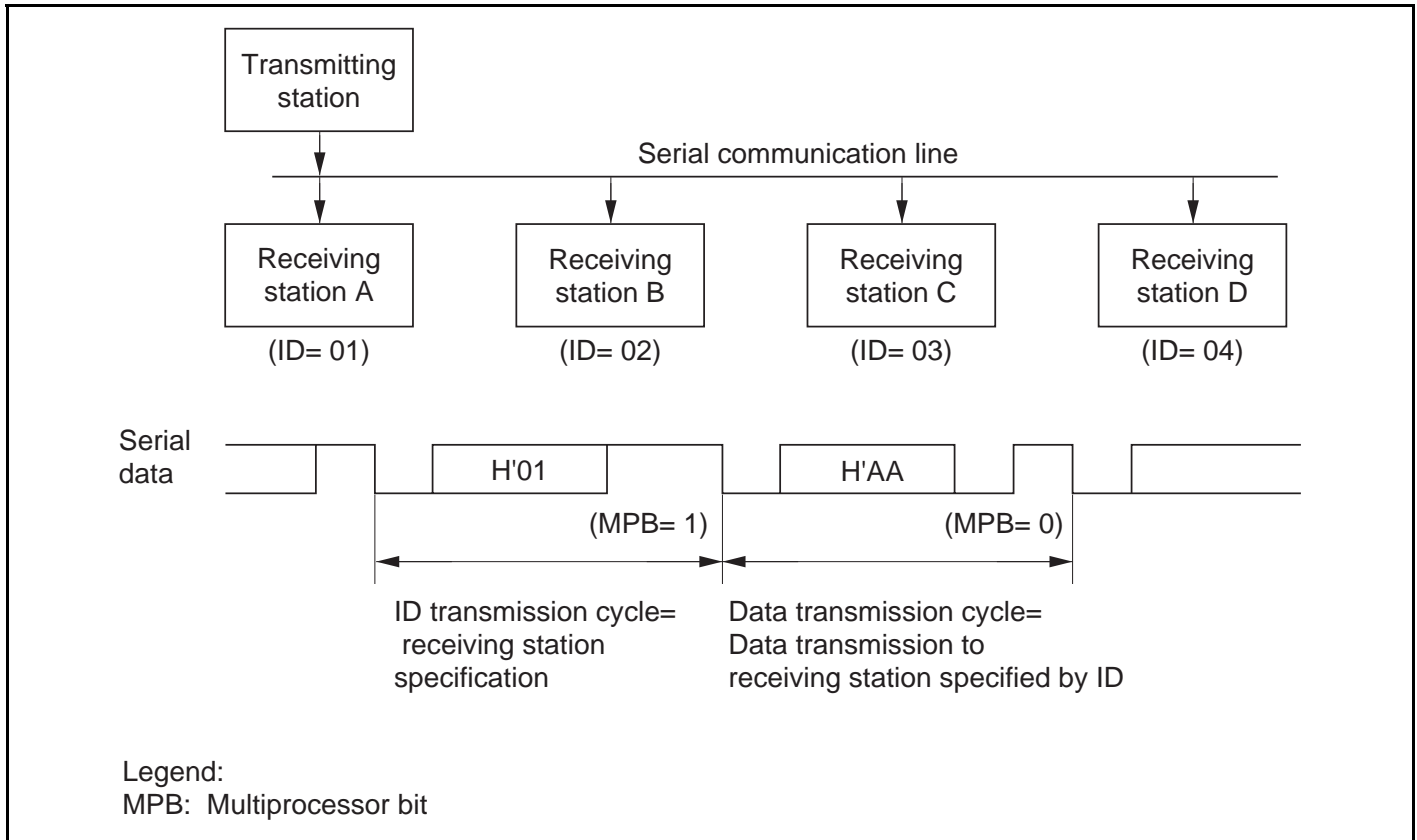 Transmitting
station
Serial communication line
Receiving
station A
Receiving
station B
Receiving
station C
Receiving
station D
(ID= 01)
(ID= 02)
(ID= 03)
(ID= 04)
Serial
data
H'01
H'AA
(MPB= 1)
(MPB= 0)
ID transmission cycle=
receiving station
specification
Data transmission cycle=
Data transmission to
receiving station specified by ID
Legend:
MPB: Multiprocessor bit